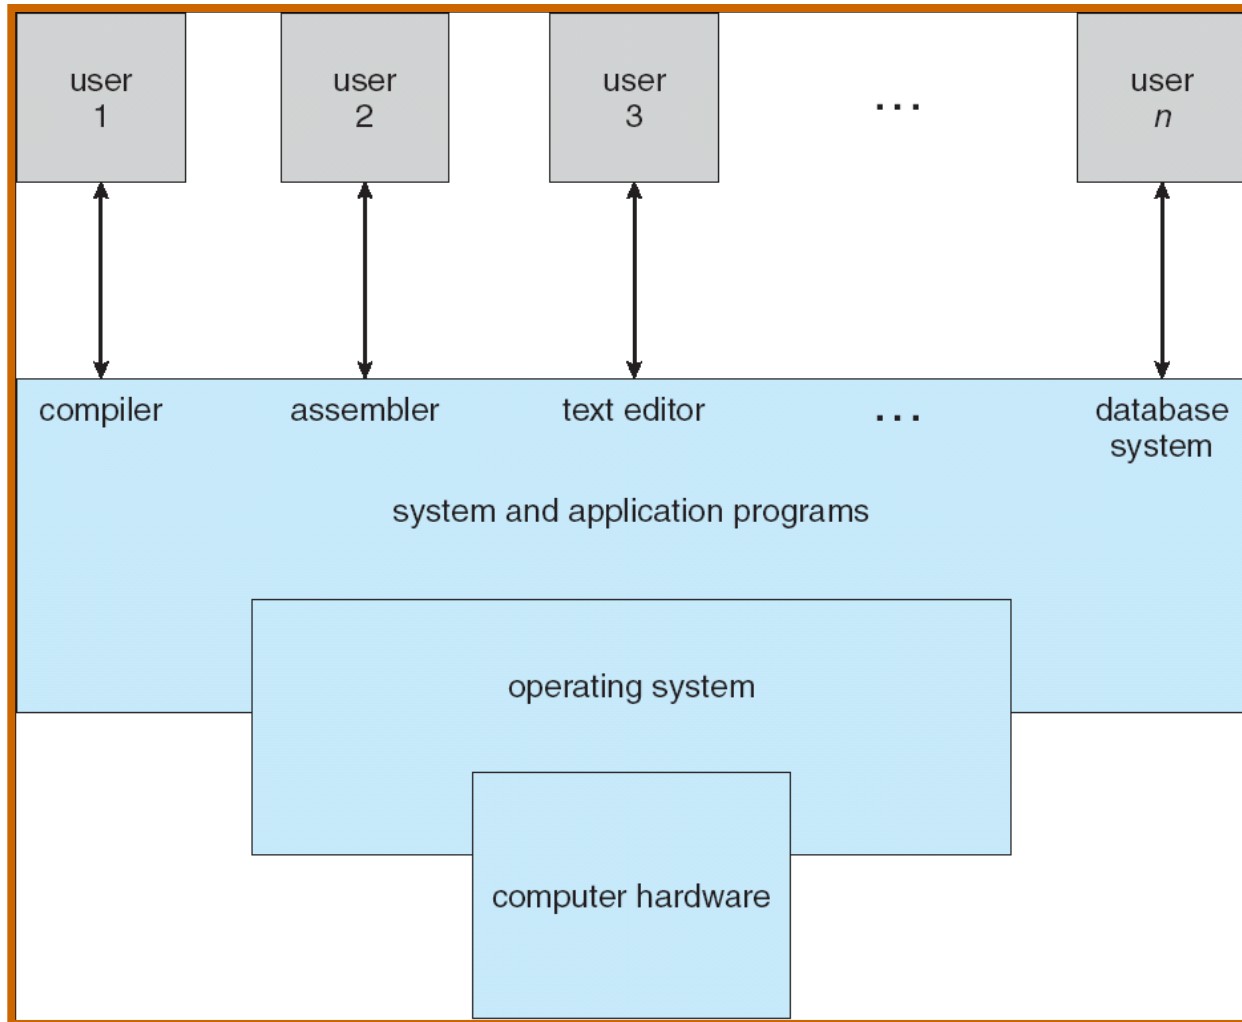 user
1
user
2
user
3
...
user
n
compiler
assembler
text editor
...
database
system
system and application programs
operating system
computer hardware